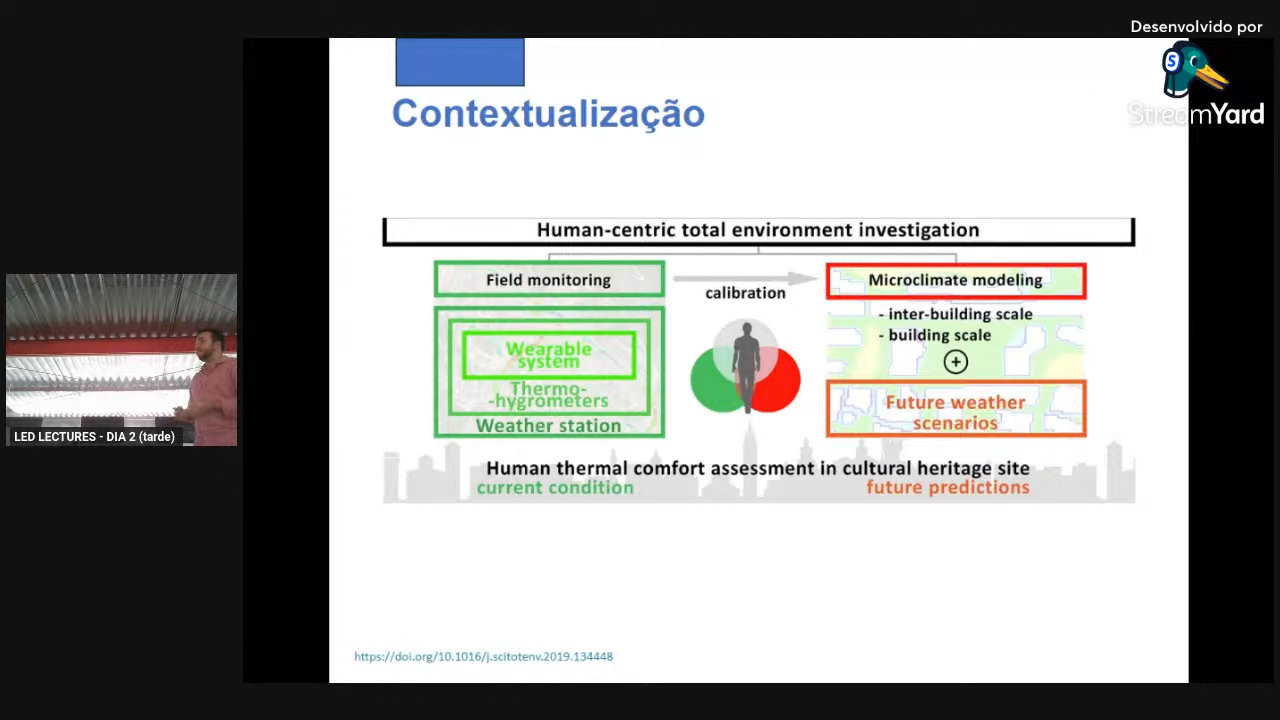 Desenvolvido por
StreamYard
Contextualização
Human-centric total environment investigation
Field monitoring
calibration
Microclimate modeling
- inter-building scale
- building scale
Wearable
system
Thermo-
-hygrometers
Weather station
Future weather
scenarios
Human thermal comfort assessment in cultural heritage site
current condition
future predictions
LED LECTURES - DIA 2 (tarde)
https://doi.org/10.1016/j.scitotenv.2019.134448